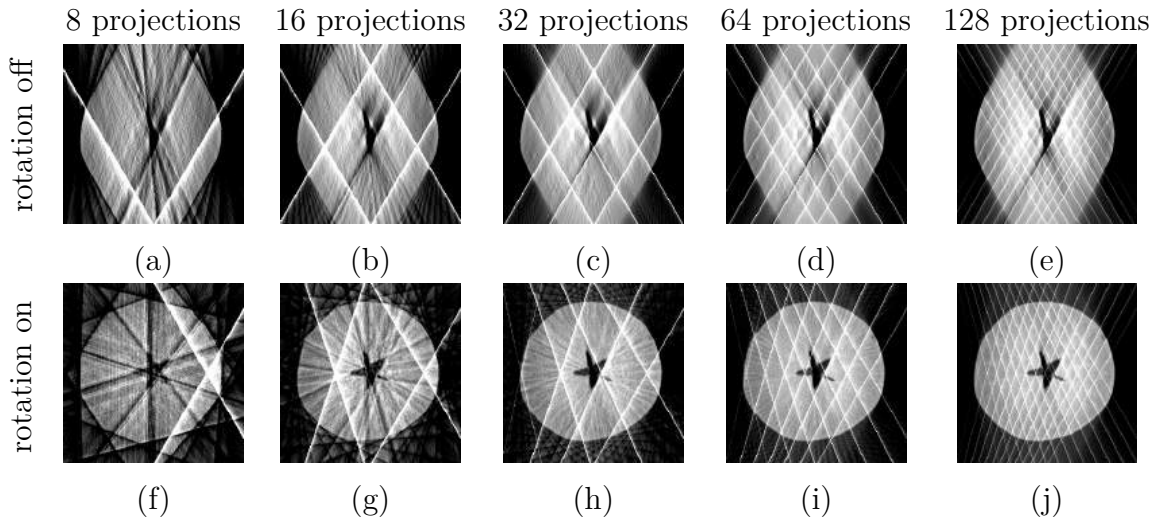 8 projections 16 projections 32 projections 64 projections 128 projections
rotation off
(a) (b) (c) (d) (e)
rotation on
(f) (g) (h) (i) (j)